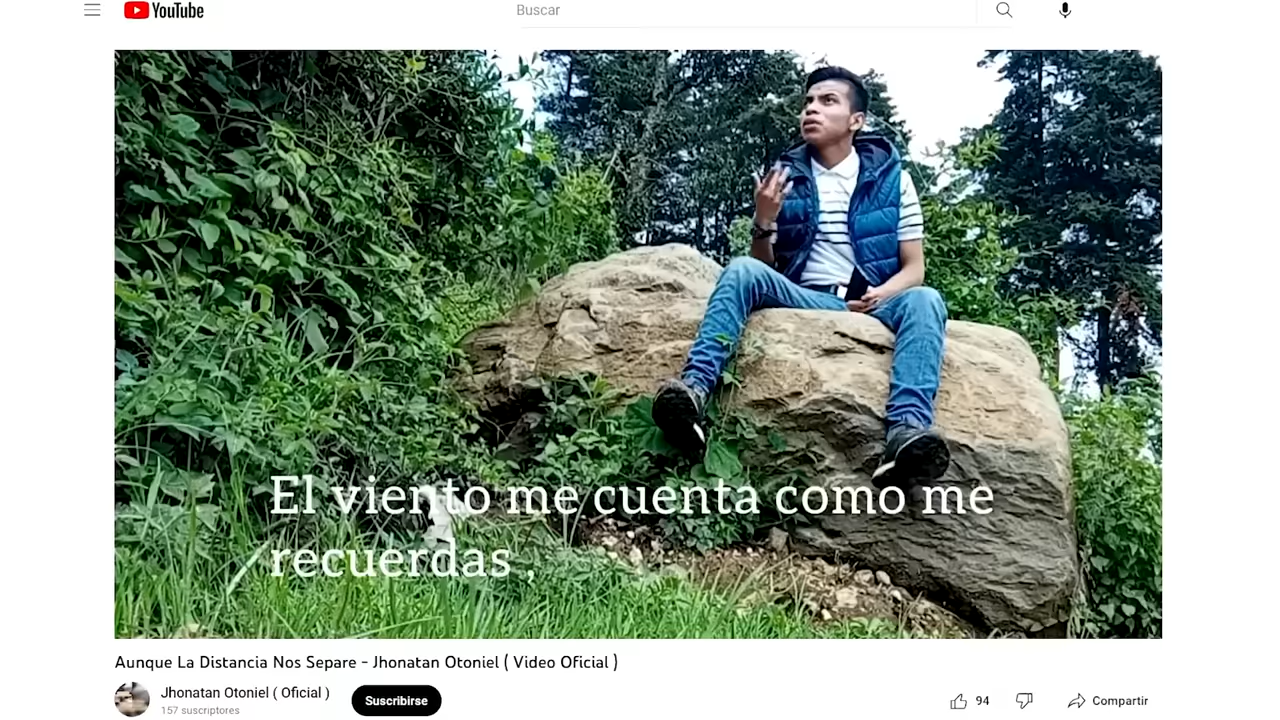 YouTube
Buscar
El viento me cuenta como me
recuerdas ,
Aunque La Distancia Nos Separe - Jhonatan Otoniel ( Video Oficial )
Jhonatan Otoniel ( Oficial )
157 suscriptores
Suscribirse
94
Compartir